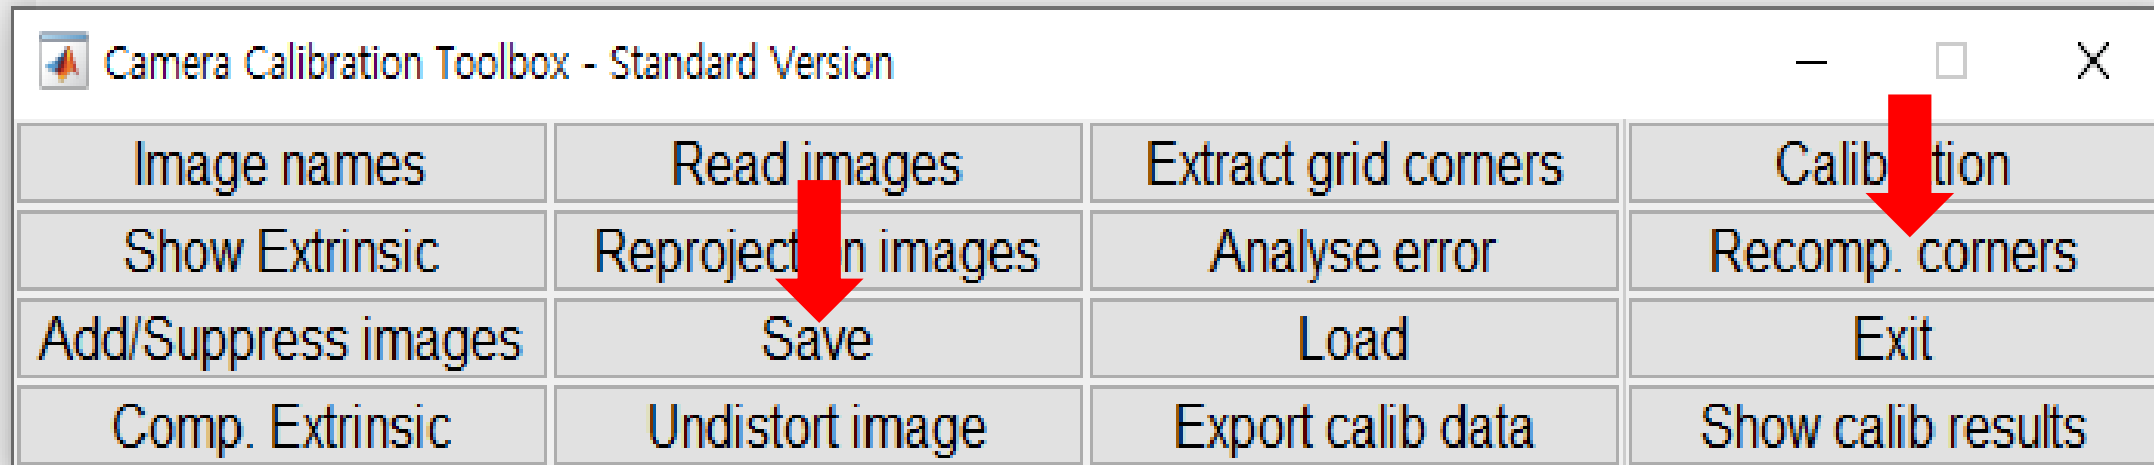 Camera Calibration Toolbox - Standard Version
Image names Read images Extract grid corners
Show Extrinsic images Analyse error Recomp. corners
Add/Suppress images Save Load Exit
Comp. Extrinsic Undistort image Export calib data Show calib results